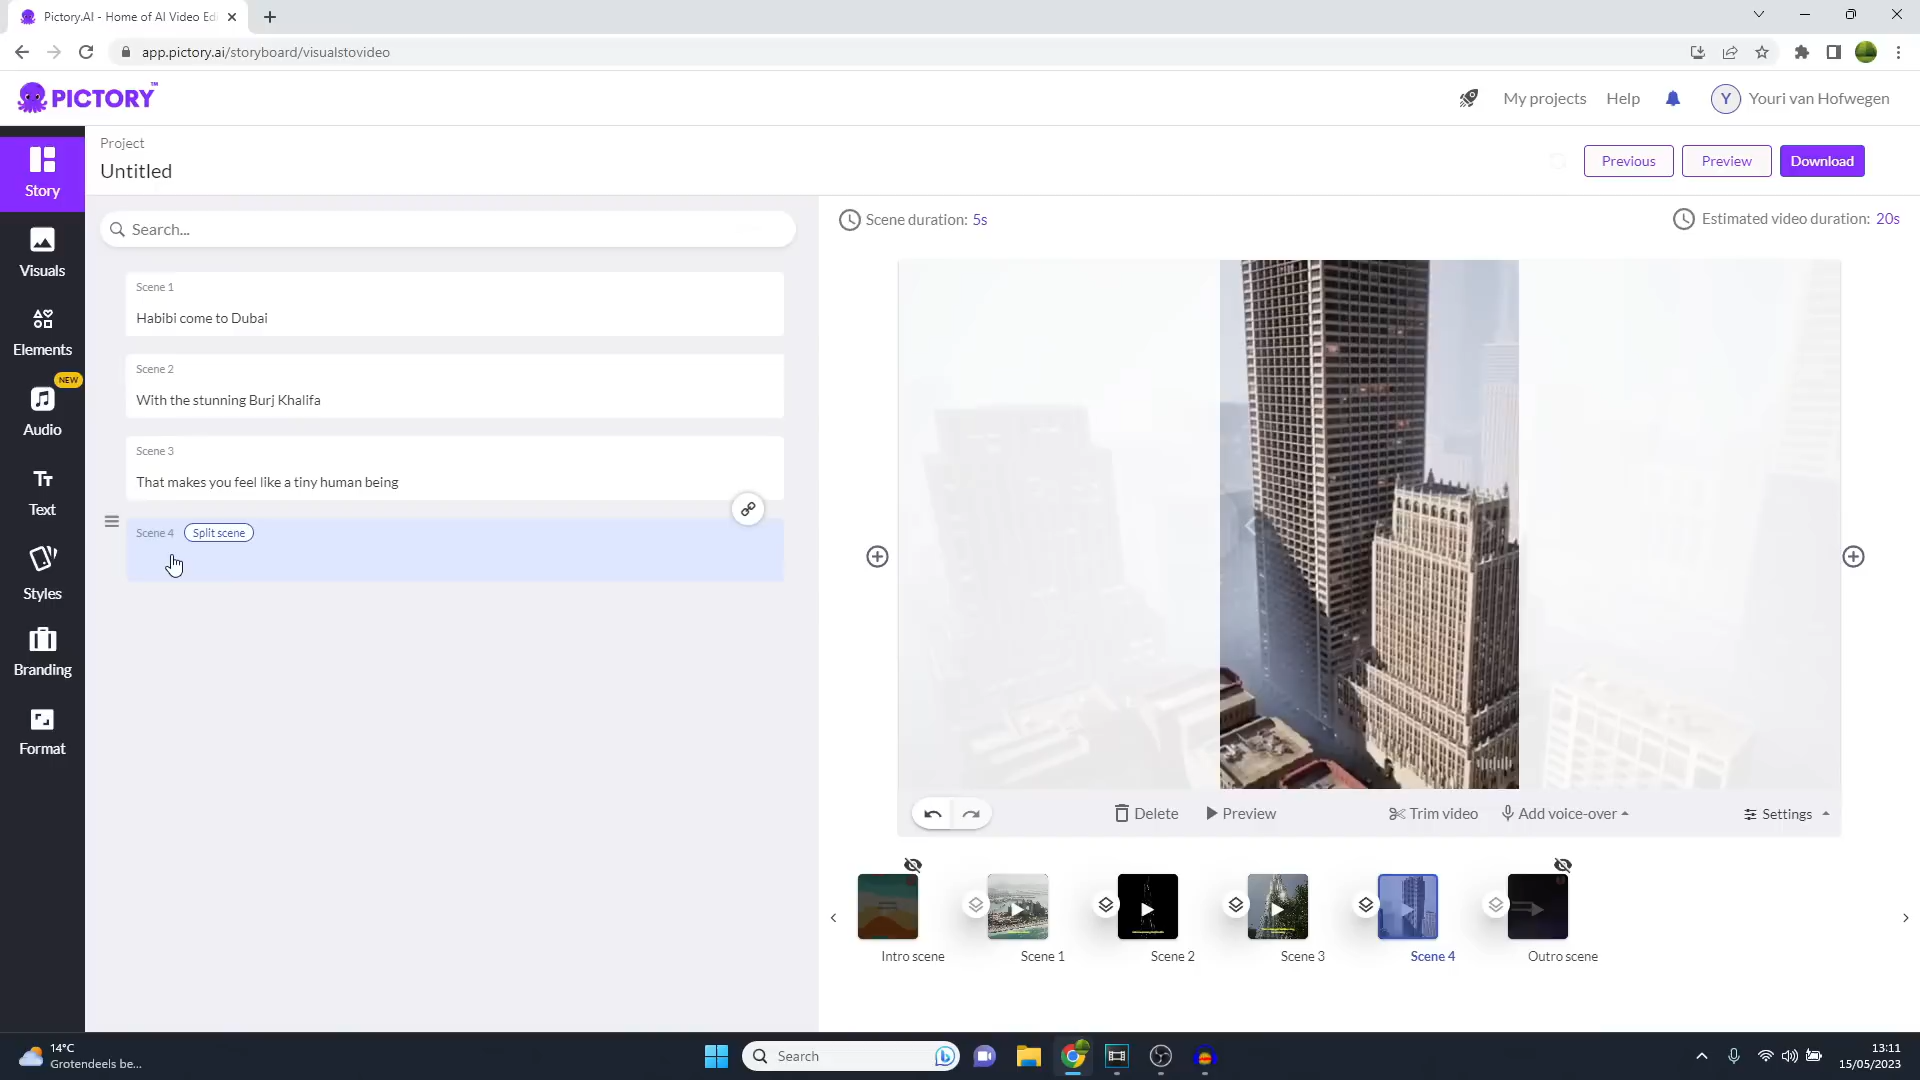 Pictory.AI - Home of AI Video Edi
app.pictory.ai/storyboard/visualstovideo
PICTORY™
My projects
Help
Y
Youri van Hofwegen
Story
Visuals
Elements
NEW
Audio
Text
Styles
Branding
Format
Project
Untitled
Previous
Preview
Download
Search...
Scene 1
Habibi come to Dubai
Scene 2
With the stunning Burj Khalifa
Scene 3
That makes you feel like a tiny human being
Scene 4
Split scene
Scene duration: 5s
Estimated video duration: 20s
Delete
Preview
Trim video
Add voice-over
Settings
Intro scene
Scene 1
Scene 2
Scene 3
Scene 4
Outro scene
14°C
Grotendeels be...
Search
13:11
15/05/2023